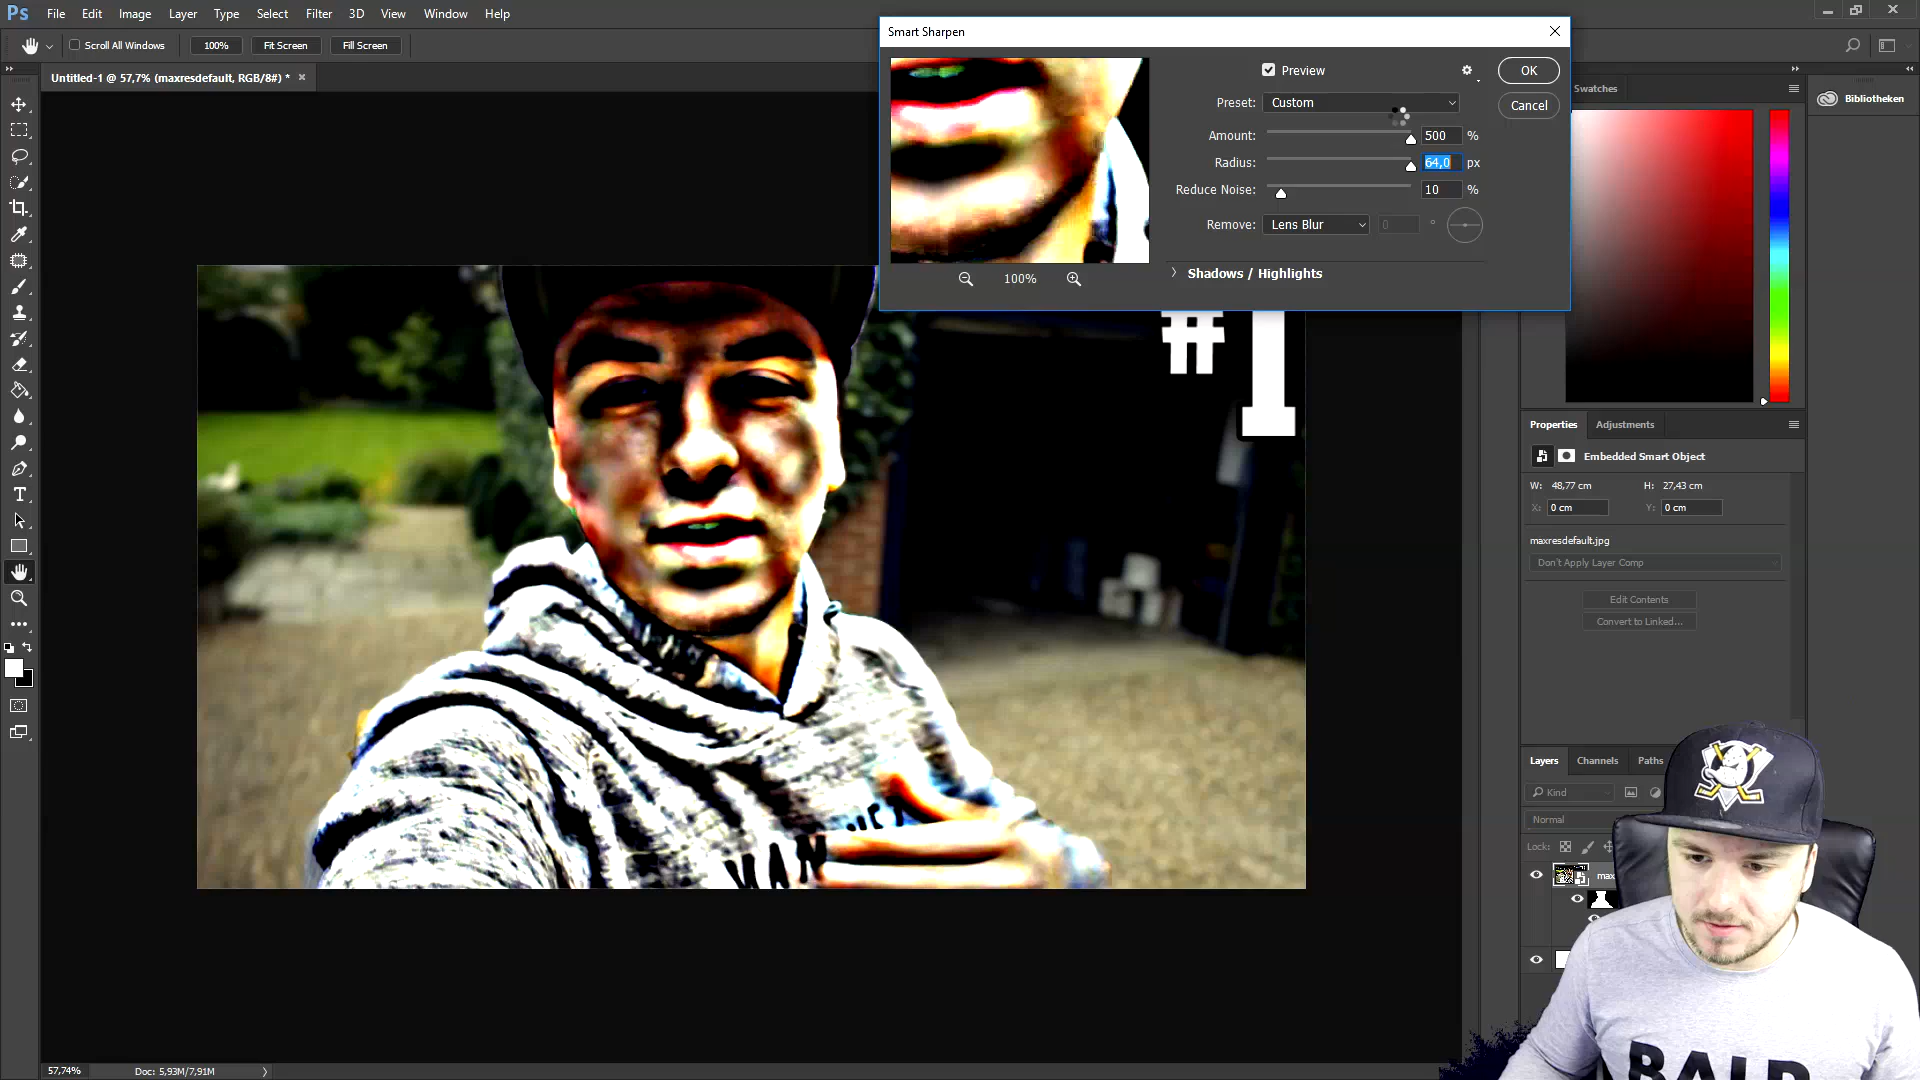 Ps File Edit Image Layer Type Select Filter 3D View Window Help
Scroll All Windows 100% Fit Screen Fill Screen
Untitled-1 @ 57,7% (maxresdefault, RGB/8#) * ×
Smart Sharpen
Preview
OK
Cancel
Preset: Custom
Amount: 500 %
Radius: 64,0 px
Reduce Noise: 10 %
Remove: Lens Blur 0 °
100%
Shadows / Highlights
#1
Swatches
Bibliotheken
Properties Adjustments
Embedded Smart Object
W: 48,77 cm H: 27,43 cm
X: 0 cm Y: 0 cm
maxresdefault.jpg
Don't Apply Layer Comp
Edit Contents
Convert to Linked...
Layers Channels Paths
Kind
Normal
Lock:
max
BALD
57,74% Doc: 5,93M/7,91M